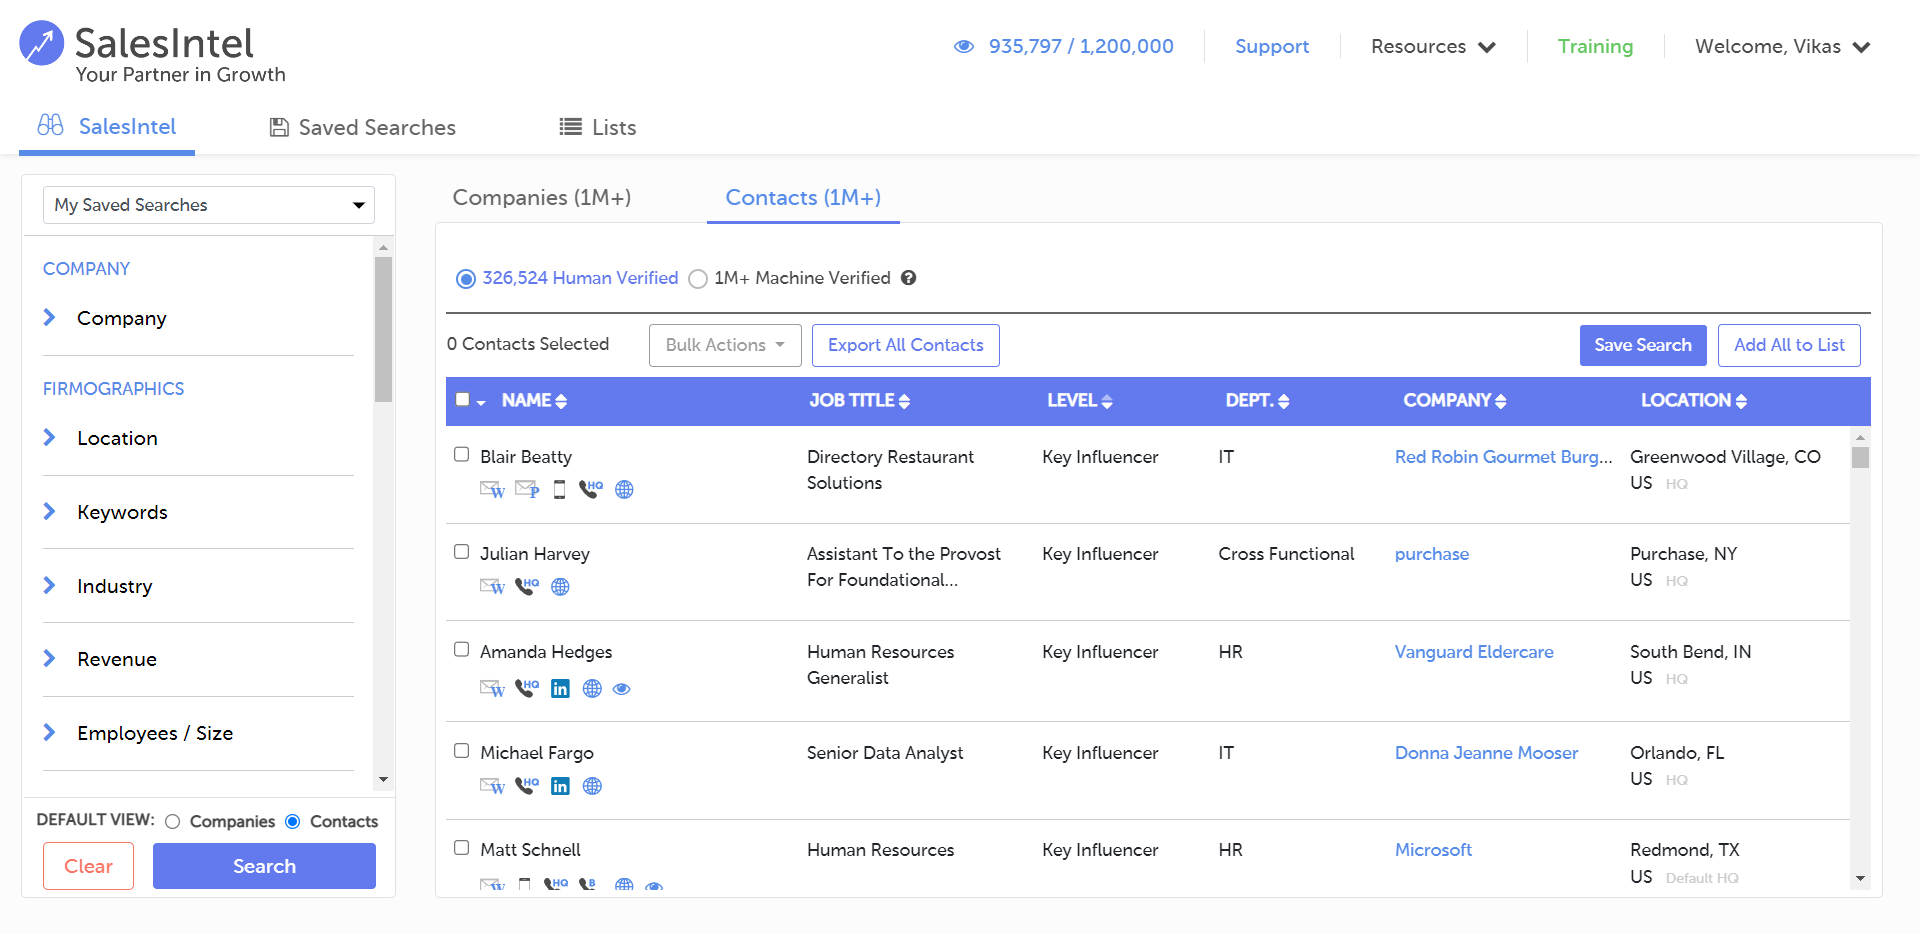 SalesIntel
Your Partner in Growth
935,797 / 1,200,000
Support
Resources
Training
Welcome, Vikas
SalesIntel
Saved Searches
Lists
My Saved Searches
COMPANY
Company
FIRMOGRAPHICS
Location
Keywords
Industry
Revenue
Employees / Size
DEFAULT VIEW: Companies Contacts
Clear
Search
Companies (1M+)
Contacts (1M+)
326,524 Human Verified 1M+ Machine Verified ?
0 Contacts Selected
Bulk Actions
Export All Contacts
Save Search
Add All to List
NAME JOB TITLE LEVEL DEPT. COMPANY LOCATION
Blair Beatty Directory Restaurant Key Influencer IT Red Robin Gourmet Burg... Greenwood Village, CO
Solutions US HQ
W P HQ
Julian Harvey Assistant To the Provost Key Influencer Cross Functional purchase Purchase, NY
For Foundational... US HQ
W HQ
Amanda Hedges Human Resources Key Influencer HR Vanguard Eldercare South Bend, IN
Generalist US HQ
W HQ in
Michael Fargo Senior Data Analyst Key Influencer IT Donna Jeanne Mooser Orlando, FL
US HQ
W HQ in
Matt Schnell Human Resources Key Influencer HR Microsoft Redmond, TX
US Default HQ
W HQ B